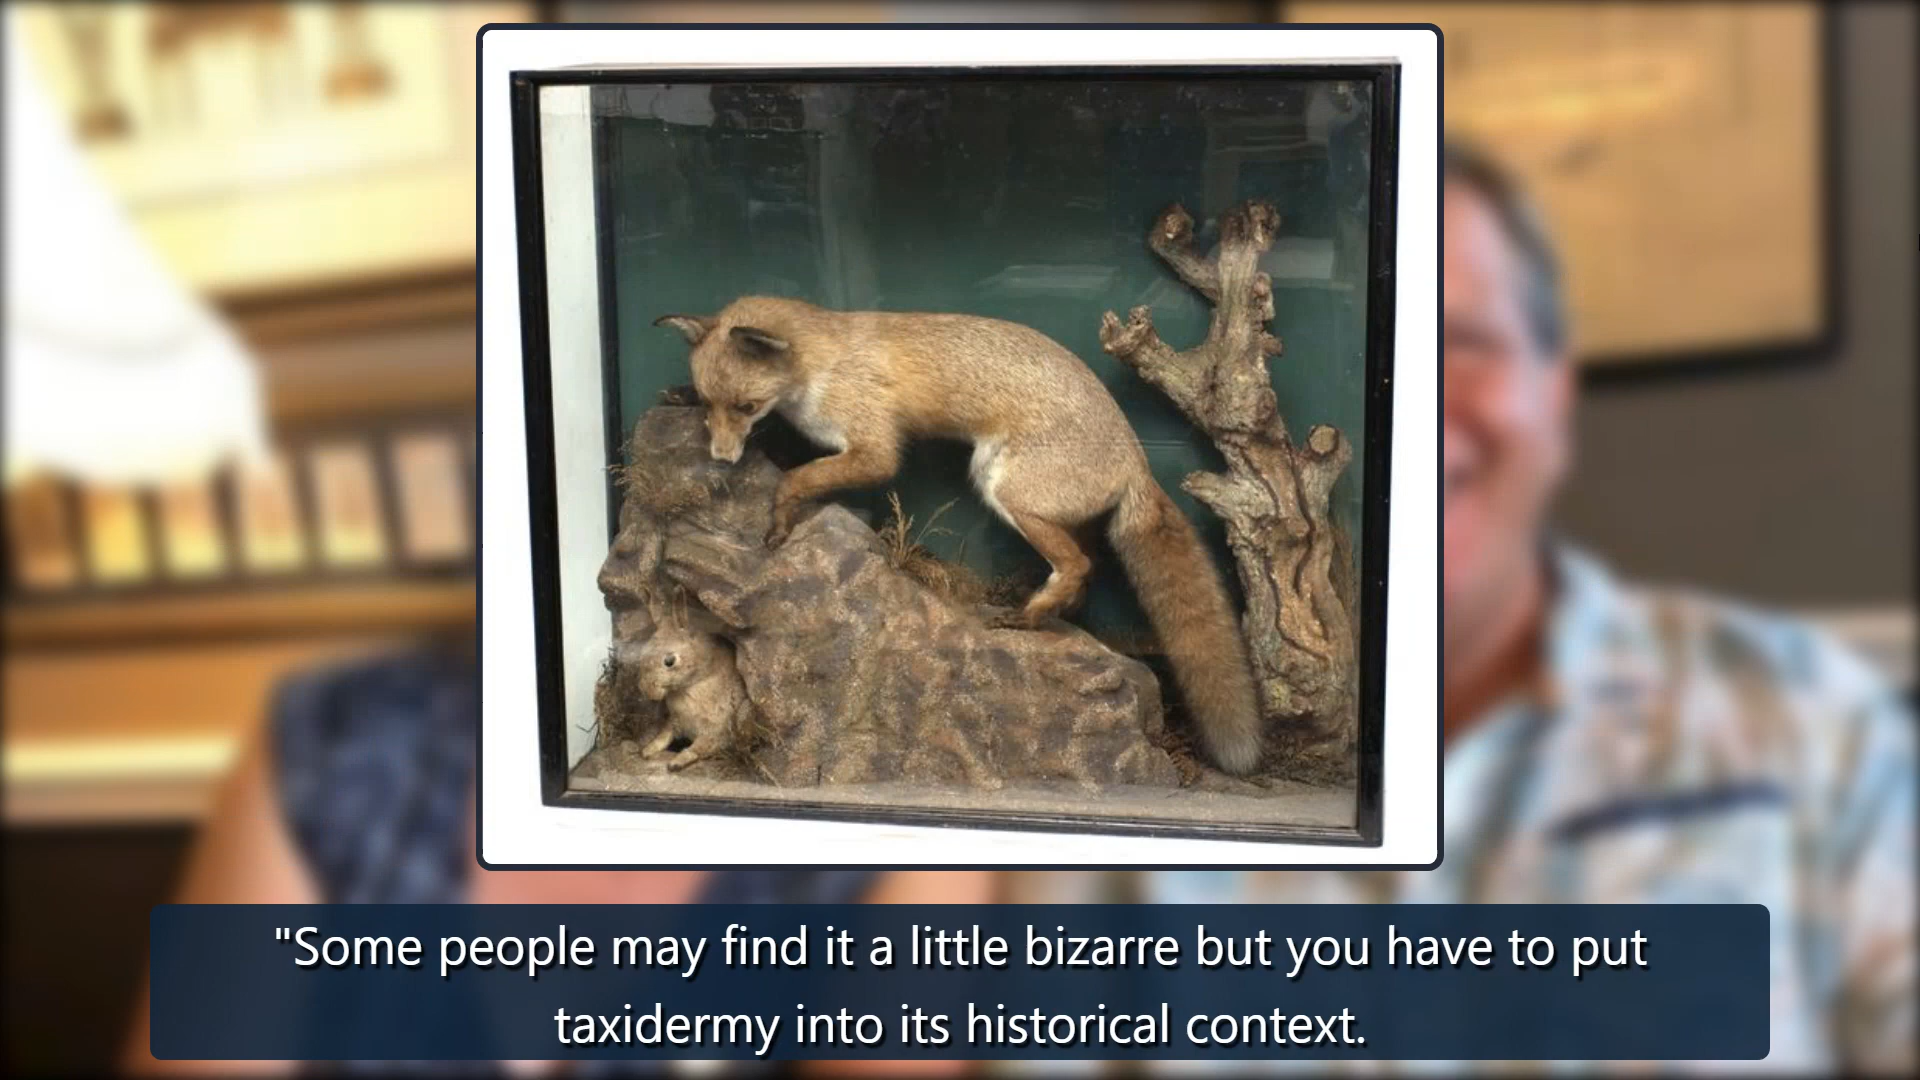 "Some people may find it a little bizarre but you have to put
taxidermy into its historical context.